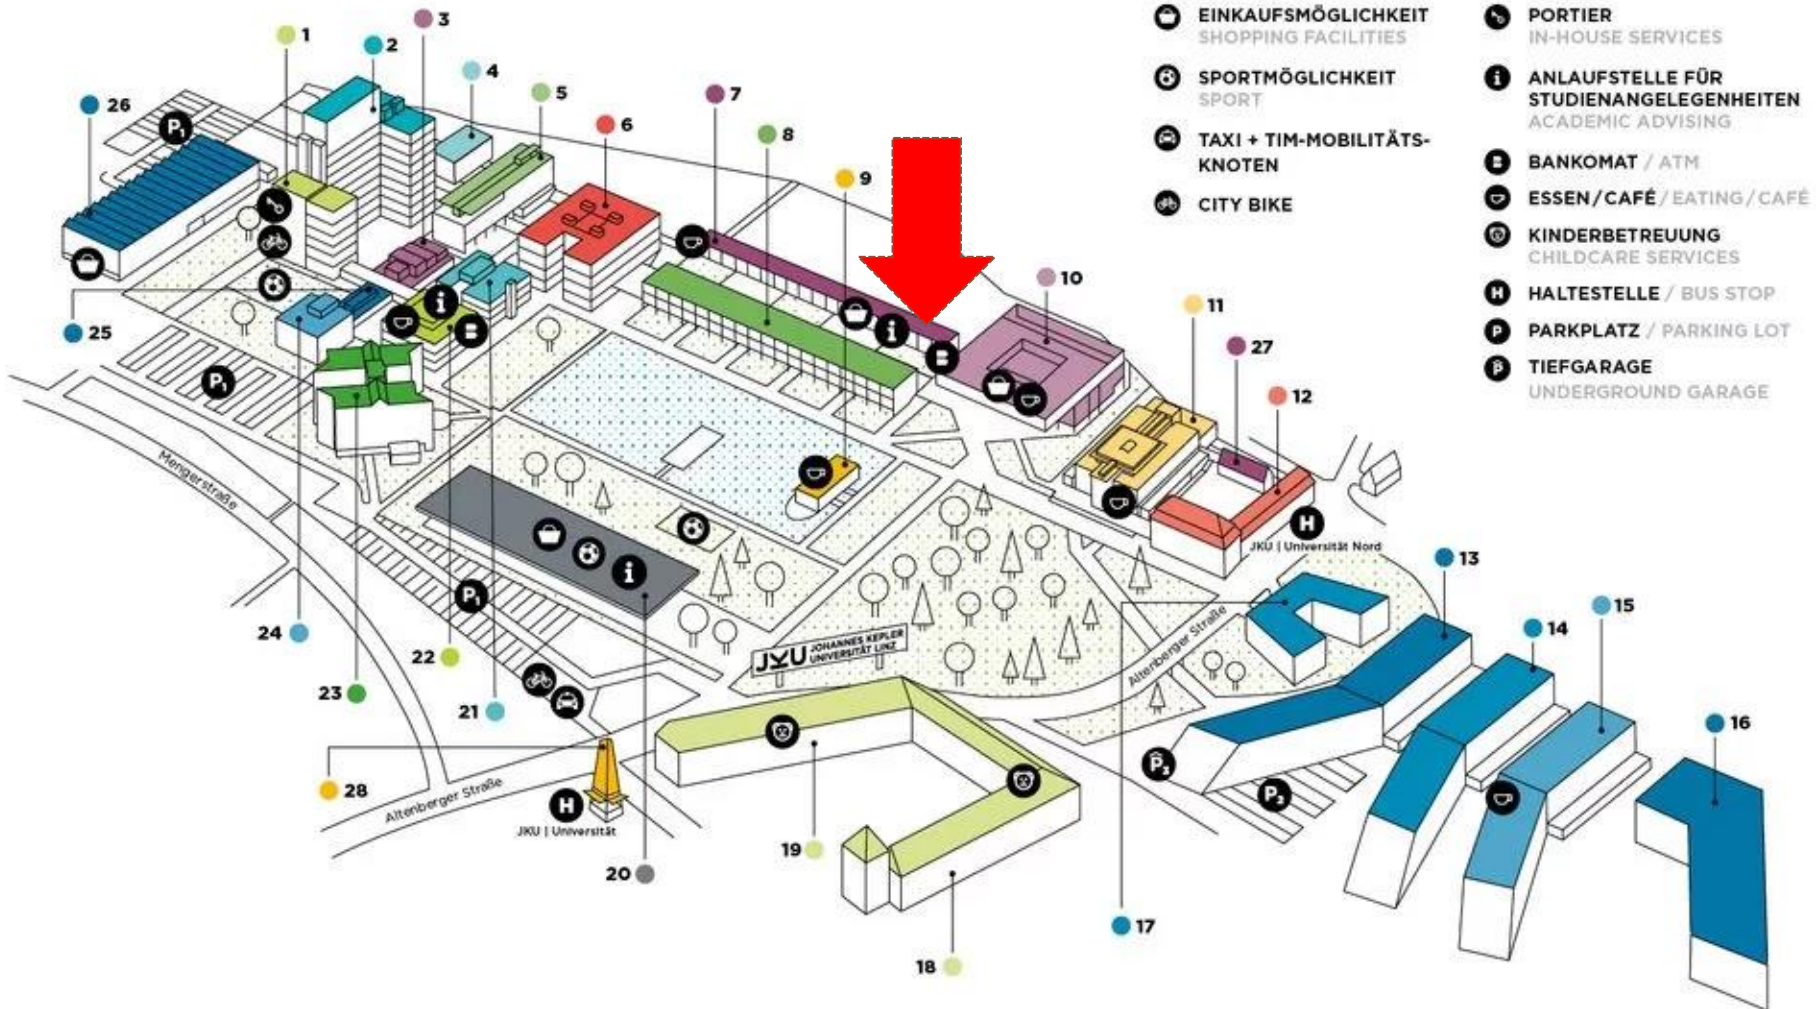 EINKAUFSMÖGLICHKEIT
SHOPPING FACILITIES
SPORTMÖGLICHKEIT
SPORT
TAXI + TIM-MOBILITÄTS-
KNOTEN
CITY BIKE
PORTIER
IN-HOUSE SERVICES
i ANLAUFSTELLE FÜR
STUDIENANGELEGENHEITEN
ACADEMIC ADVISING
B BANKOMAT / ATM
ESSEN/CAFÉ / EATING/CAFÉ
KINDERBETREUUNG
CHILDCARE SERVICES
H HALTESTELLE / BUS STOP
P PARKPLATZ / PARKING LOT
P TIEFGARAGE
UNDERGROUND GARAGE
1
2
3
4
5
6
7
8
9
10
11
27
12
26
P1
25
i
B
i
B
P1
Mengerstraße
H
JKU | Universität Nord
13
14
15
16
24
23
22
21
P1
i
JKU JOHANNES KEPLER
UNIVERSITÄT LINZ
Altenberger Straße
P3
P2
28
Altenberger Straße
H
JKU | Universität
20
19
18
17